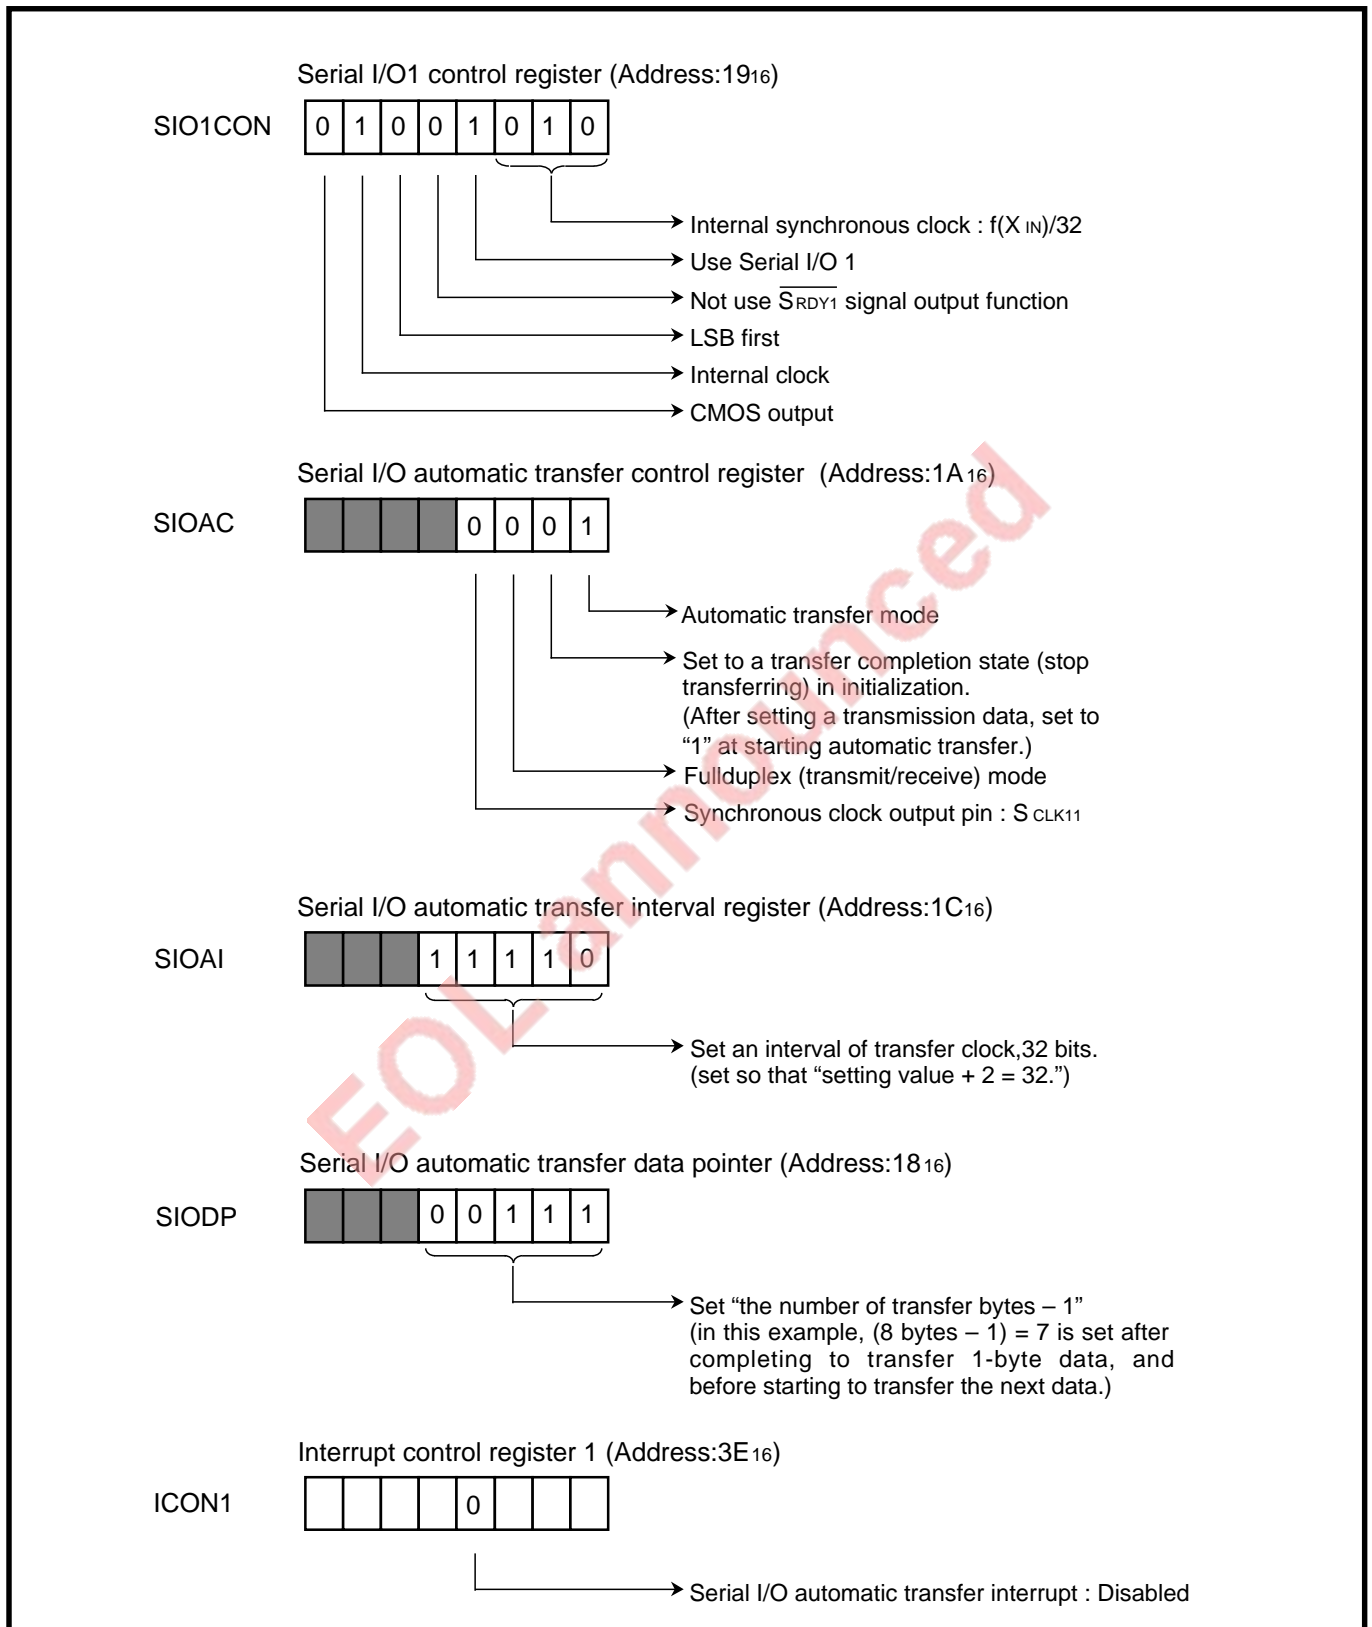 Serial I/O1 control register (Address:1916)
SIO1CON 0 1 0 0 1 0 1 0
Internal synchronous clock : f(X IN)/32
Use Serial I/O 1
Not use SRDY1 signal output function
LSB first
Internal clock
CMOS output
Serial I/O automatic transfer control register (Address:1A16)
SIOAC 0 0 0 1
Automatic transfer mode
Set to a transfer completion state (stop
transferring) in initialization.
(After setting a transmission data, set to
“1” at starting automatic transfer.)
Fullduplex (transmit/receive) mode
Synchronous clock output pin : S CLK11
Serial I/O automatic transfer interval register (Address:1C16)
SIOAI 1 1 1 1 0
Set an interval of transfer clock,32 bits.
(set so that “setting value + 2 = 32.”)
Serial I/O automatic transfer data pointer (Address:1816)
SIODP 0 0 1 1 1
Set “the number of transfer bytes – 1”
(in this example, (8 bytes – 1) = 7 is set after
completing to transfer 1-byte data, and
before starting to transfer the next data.)
Interrupt control register 1 (Address:3E16)
ICON1 0
Serial I/O automatic transfer interrupt : Disabled
EOL announced